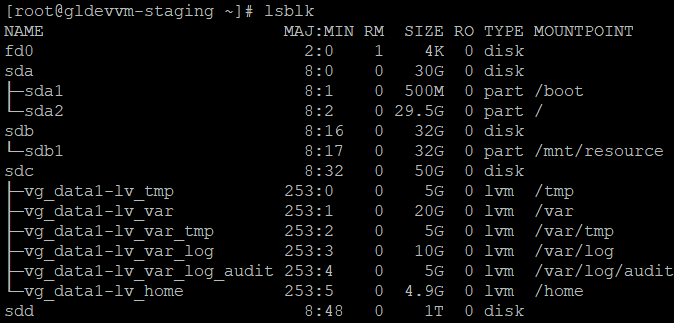 [root@gldevvm-staging ~]# lsblk
NAME                         MAJ:MIN RM  SIZE RO TYPE MOUNTPOINT
fd0                            2:0    1    4K  0 disk
sda                            8:0    0   30G  0 disk
├─sda1                         8:1    0  500M  0 part /boot
└─sda2                         8:2    0 29.5G  0 part /
sdb                            8:16   0   32G  0 disk
└─sdb1                         8:17   0   32G  0 part /mnt/resource
sdc                            8:32   0   50G  0 disk
├─vg_data1-lv_tmp            253:0    0    5G  0 lvm  /tmp
├─vg_data1-lv_var            253:1    0   20G  0 lvm  /var
├─vg_data1-lv_var_tmp        253:2    0    5G  0 lvm  /var/tmp
├─vg_data1-lv_var_log        253:3    0   10G  0 lvm  /var/log
├─vg_data1-lv_var_log_audit  253:4    0    5G  0 lvm  /var/log/audit
└─vg_data1-lv_home           253:5    0  4.9G  0 lvm  /home
sdd                            8:48   0    1T  0 disk